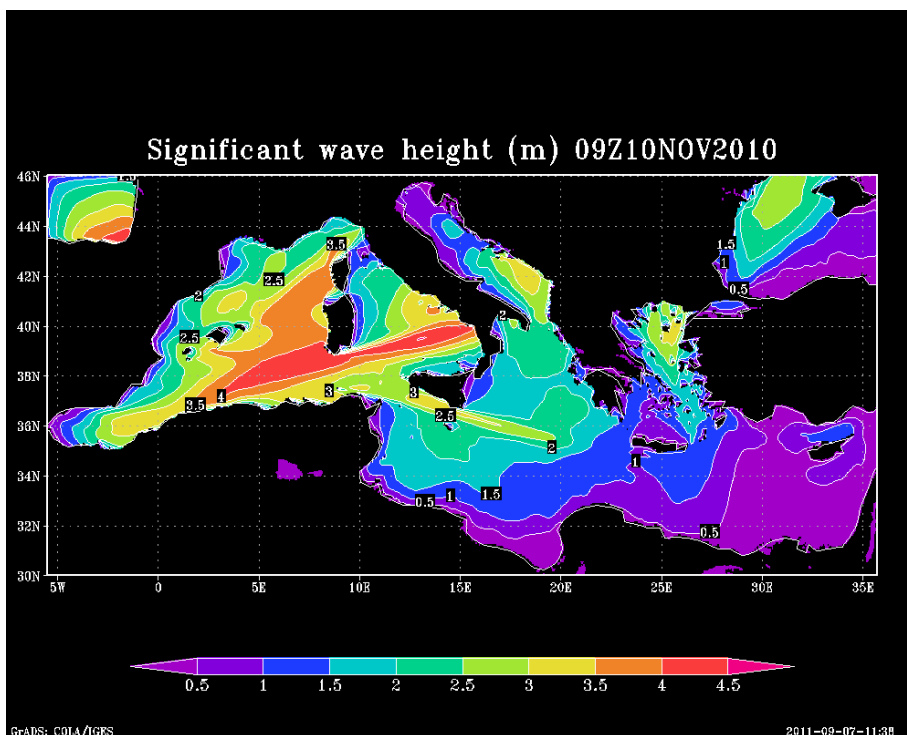 Significant wave height (m) 09Z10NOV2010
46N
44N
42N
40N
38N
36N
34N
32N
30N
5W 0 5E 10E 15E 20E 25E 30E 35E
1.5
3.5
2.5
2
2.5
3.5
4
3
3
2.5
2
2
0.5
1
1.5
1
0.5
1.5
1
0.5
0.5 1 1.5 2 2.5 3 3.5 4 4.5
GrADS: COLA/IGES
2011-09-07-11:38